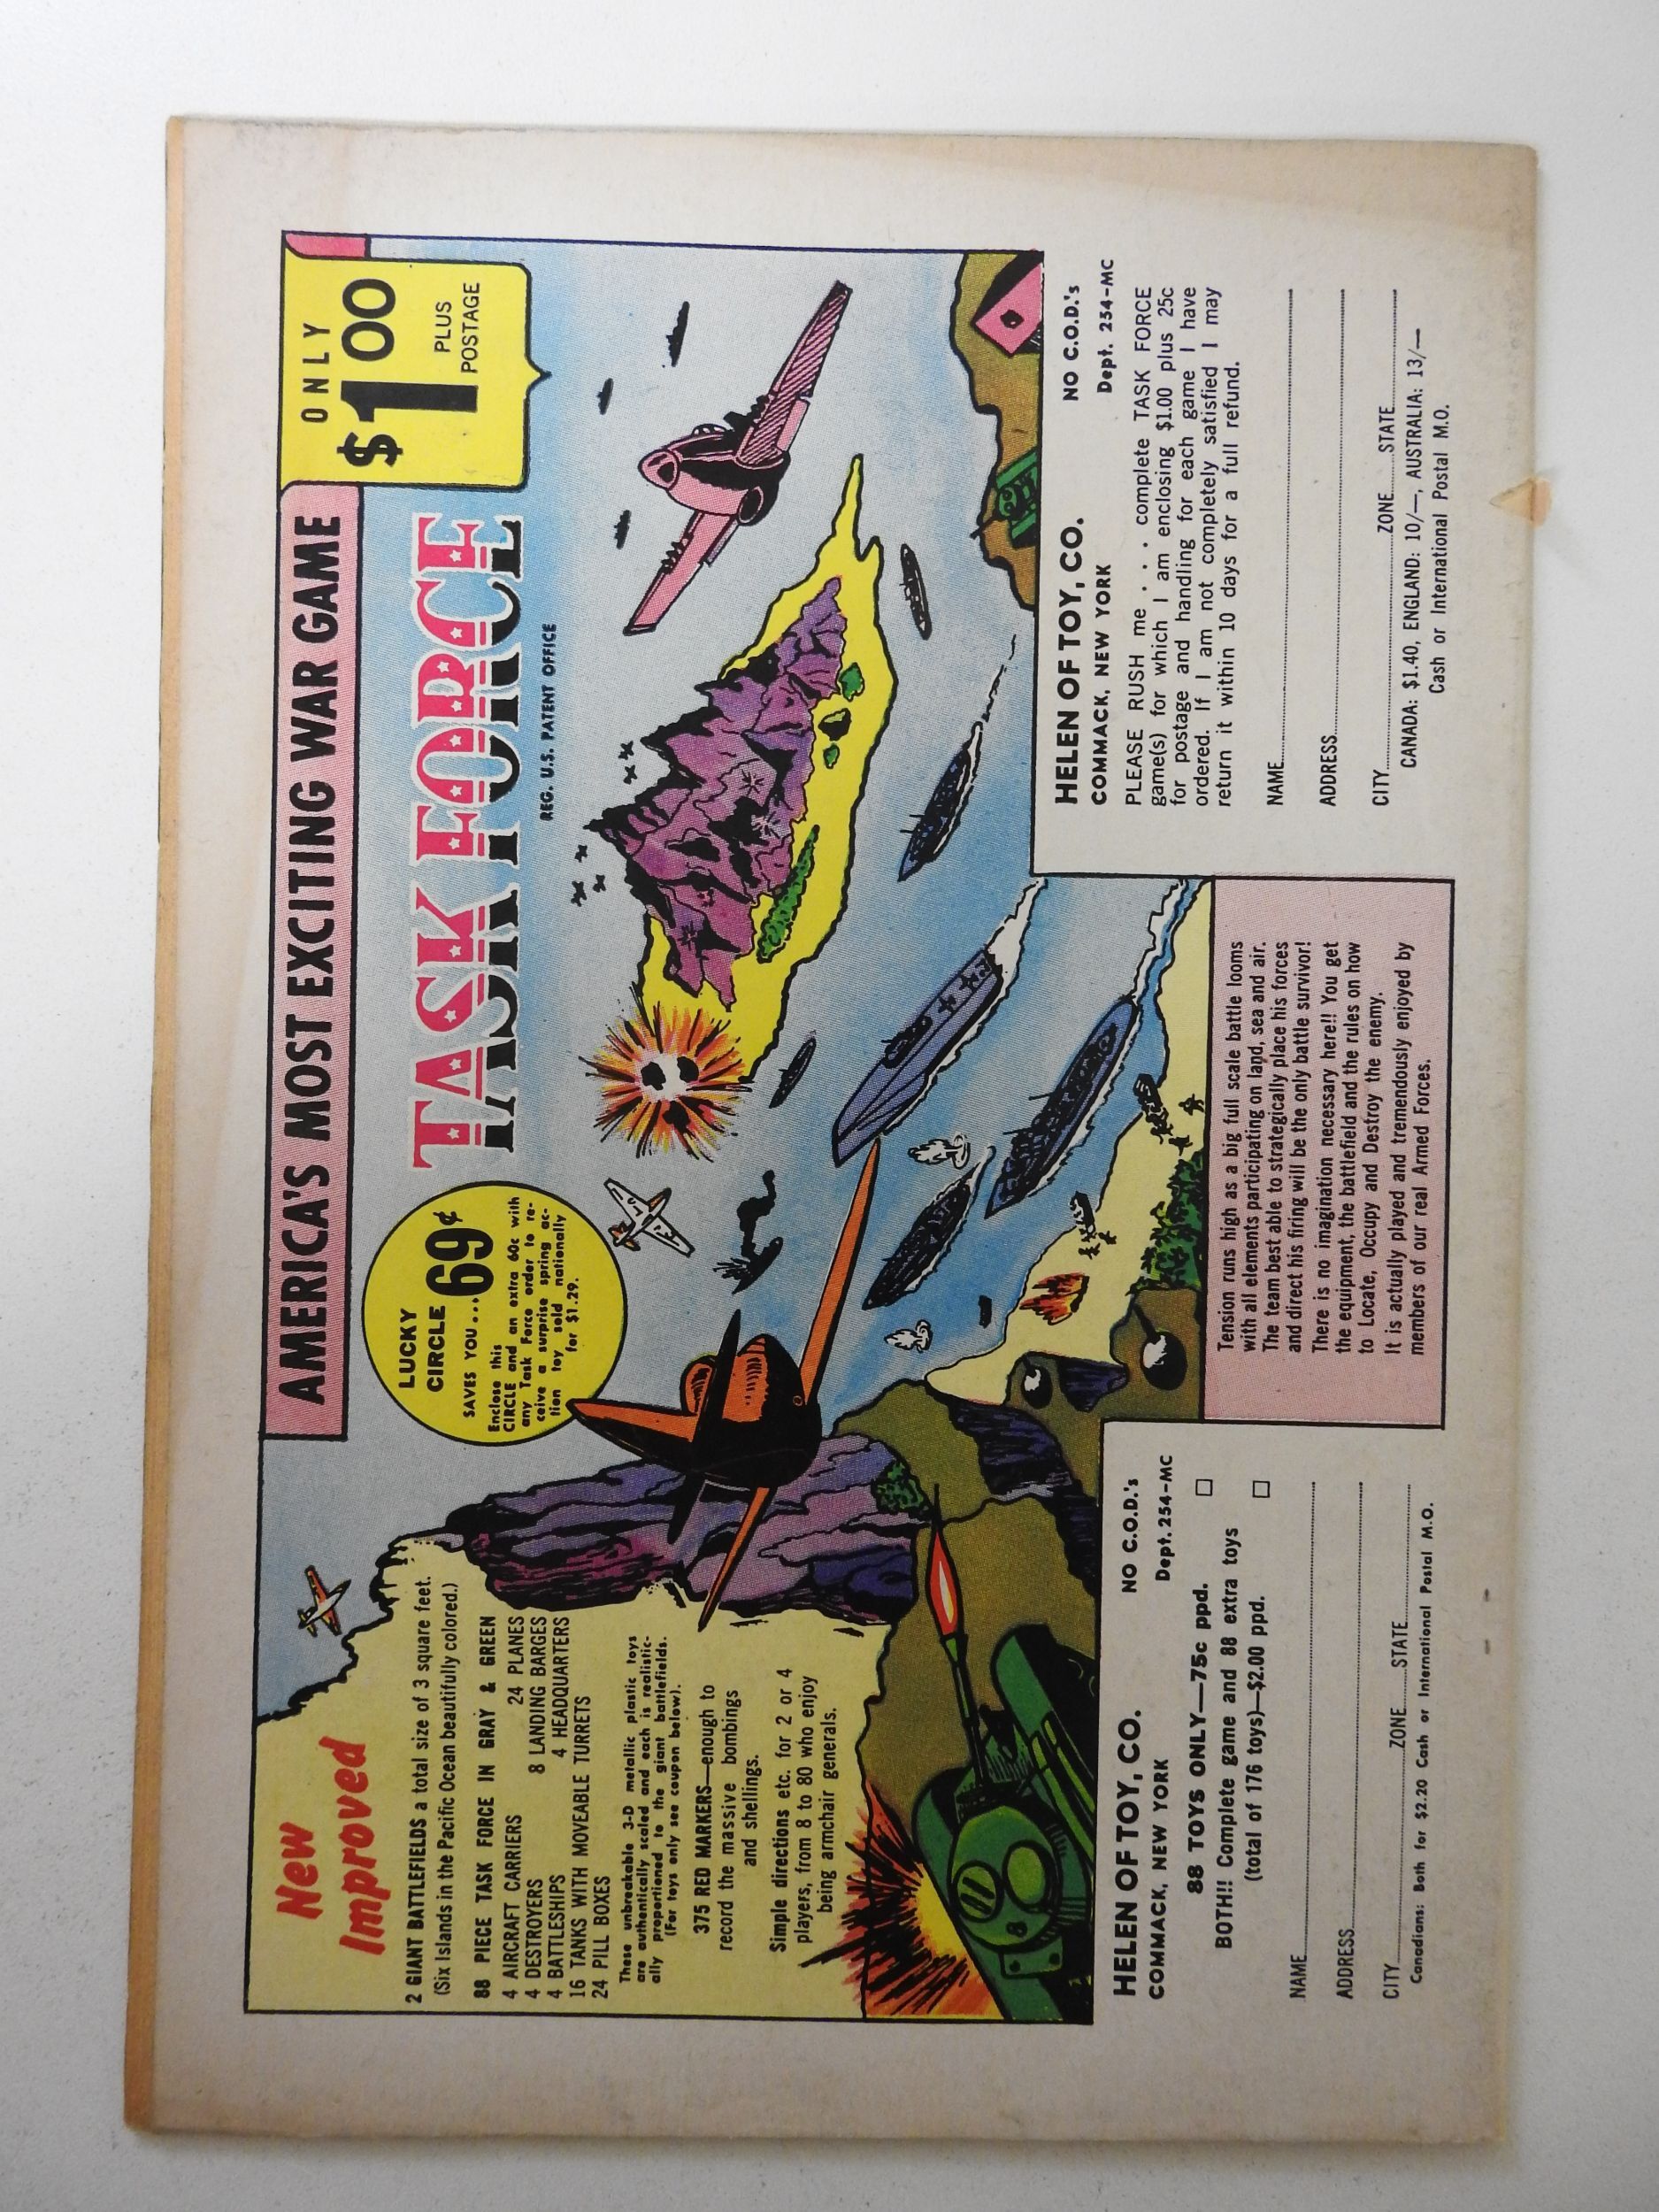 New
Improved
2 GIANT BATTLEFIELDS a total size of 3 square feet.
(Six Islands in the Pacific Ocean beautifully colored.)
88 PIECE TASK FORCE IN GRAY & GREEN
4 AIRCRAFT CARRIERS 24 PLANES
4 DESTROYERS 8 LANDING BARGES
4 BATTLESHIPS 4 HEADQUARTERS
16 TANKS WITH MOVEABLE TURRETS
24 PILL BOXES
These unbreakable 3-D metallic plastic toys
are authentically scaled and each is realistic-
ally proportioned to the giant battlefields.
(For toys only see coupon below).
375 RED MARKERS—enough to
record the massive bombings
and shellings.
Simple directions etc. for 2 or 4
players, from 8 to 80 who enjoy
being armchair generals.
8
AMERICA'S MOST EXCITING WAR GAME
ONLY
$1 00
PLUS
POSTAGE
LUCKY
CIRCLE
SAVES YOU... 69¢
Enclose this
CIRCLE and an extra 60c with
any Task Force order to re-
ceive a surprise spring ac-
tion toy sold nationally
for $1.29.
TASK FORCE
REG. U.S. PATENT OFFICE
HELEN OF TOY, CO. NO C.O.D.'s
COMMACK, NEW YORK Dept. 254-MC
88 TOYS ONLY—75c ppd.
BOTH!! Complete game and 88 extra toys
(total of 176 toys)—$2.00 ppd.
NAME
ADDRESS
CITY ZONE STATE
Canadians: Both for $2.20 Cash or International Postal M.O.
Tension runs high as a big full scale battle looms
with all elements participating on land, sea and air.
The team best able to strategically place his forces
and direct his firing will be the only battle survivor!
There is no imagination necessary here!! You get
the equipment, the battlefield and the rules on how
to Locate, Occupy and Destroy the enemy.
It is actually played and tremendously enjoyed by
members of our real Armed Forces.
HELEN OF TOY, CO. NO C.O.D.'s
COMMACK, NEW YORK Dept. 254-MC
PLEASE RUSH me . . . . complete TASK FORCE
game(s) for which I am enclosing $1.00 plus 25c
for postage and handling for each game I have
ordered. If I am not completely satisfied I may
return it within 10 days for a full refund.
NAME
ADDRESS
CITY ZONE STATE
CANADA: $1.40, ENGLAND: 10/—, AUSTRALIA: 13/—
Cash or International Postal M.O.